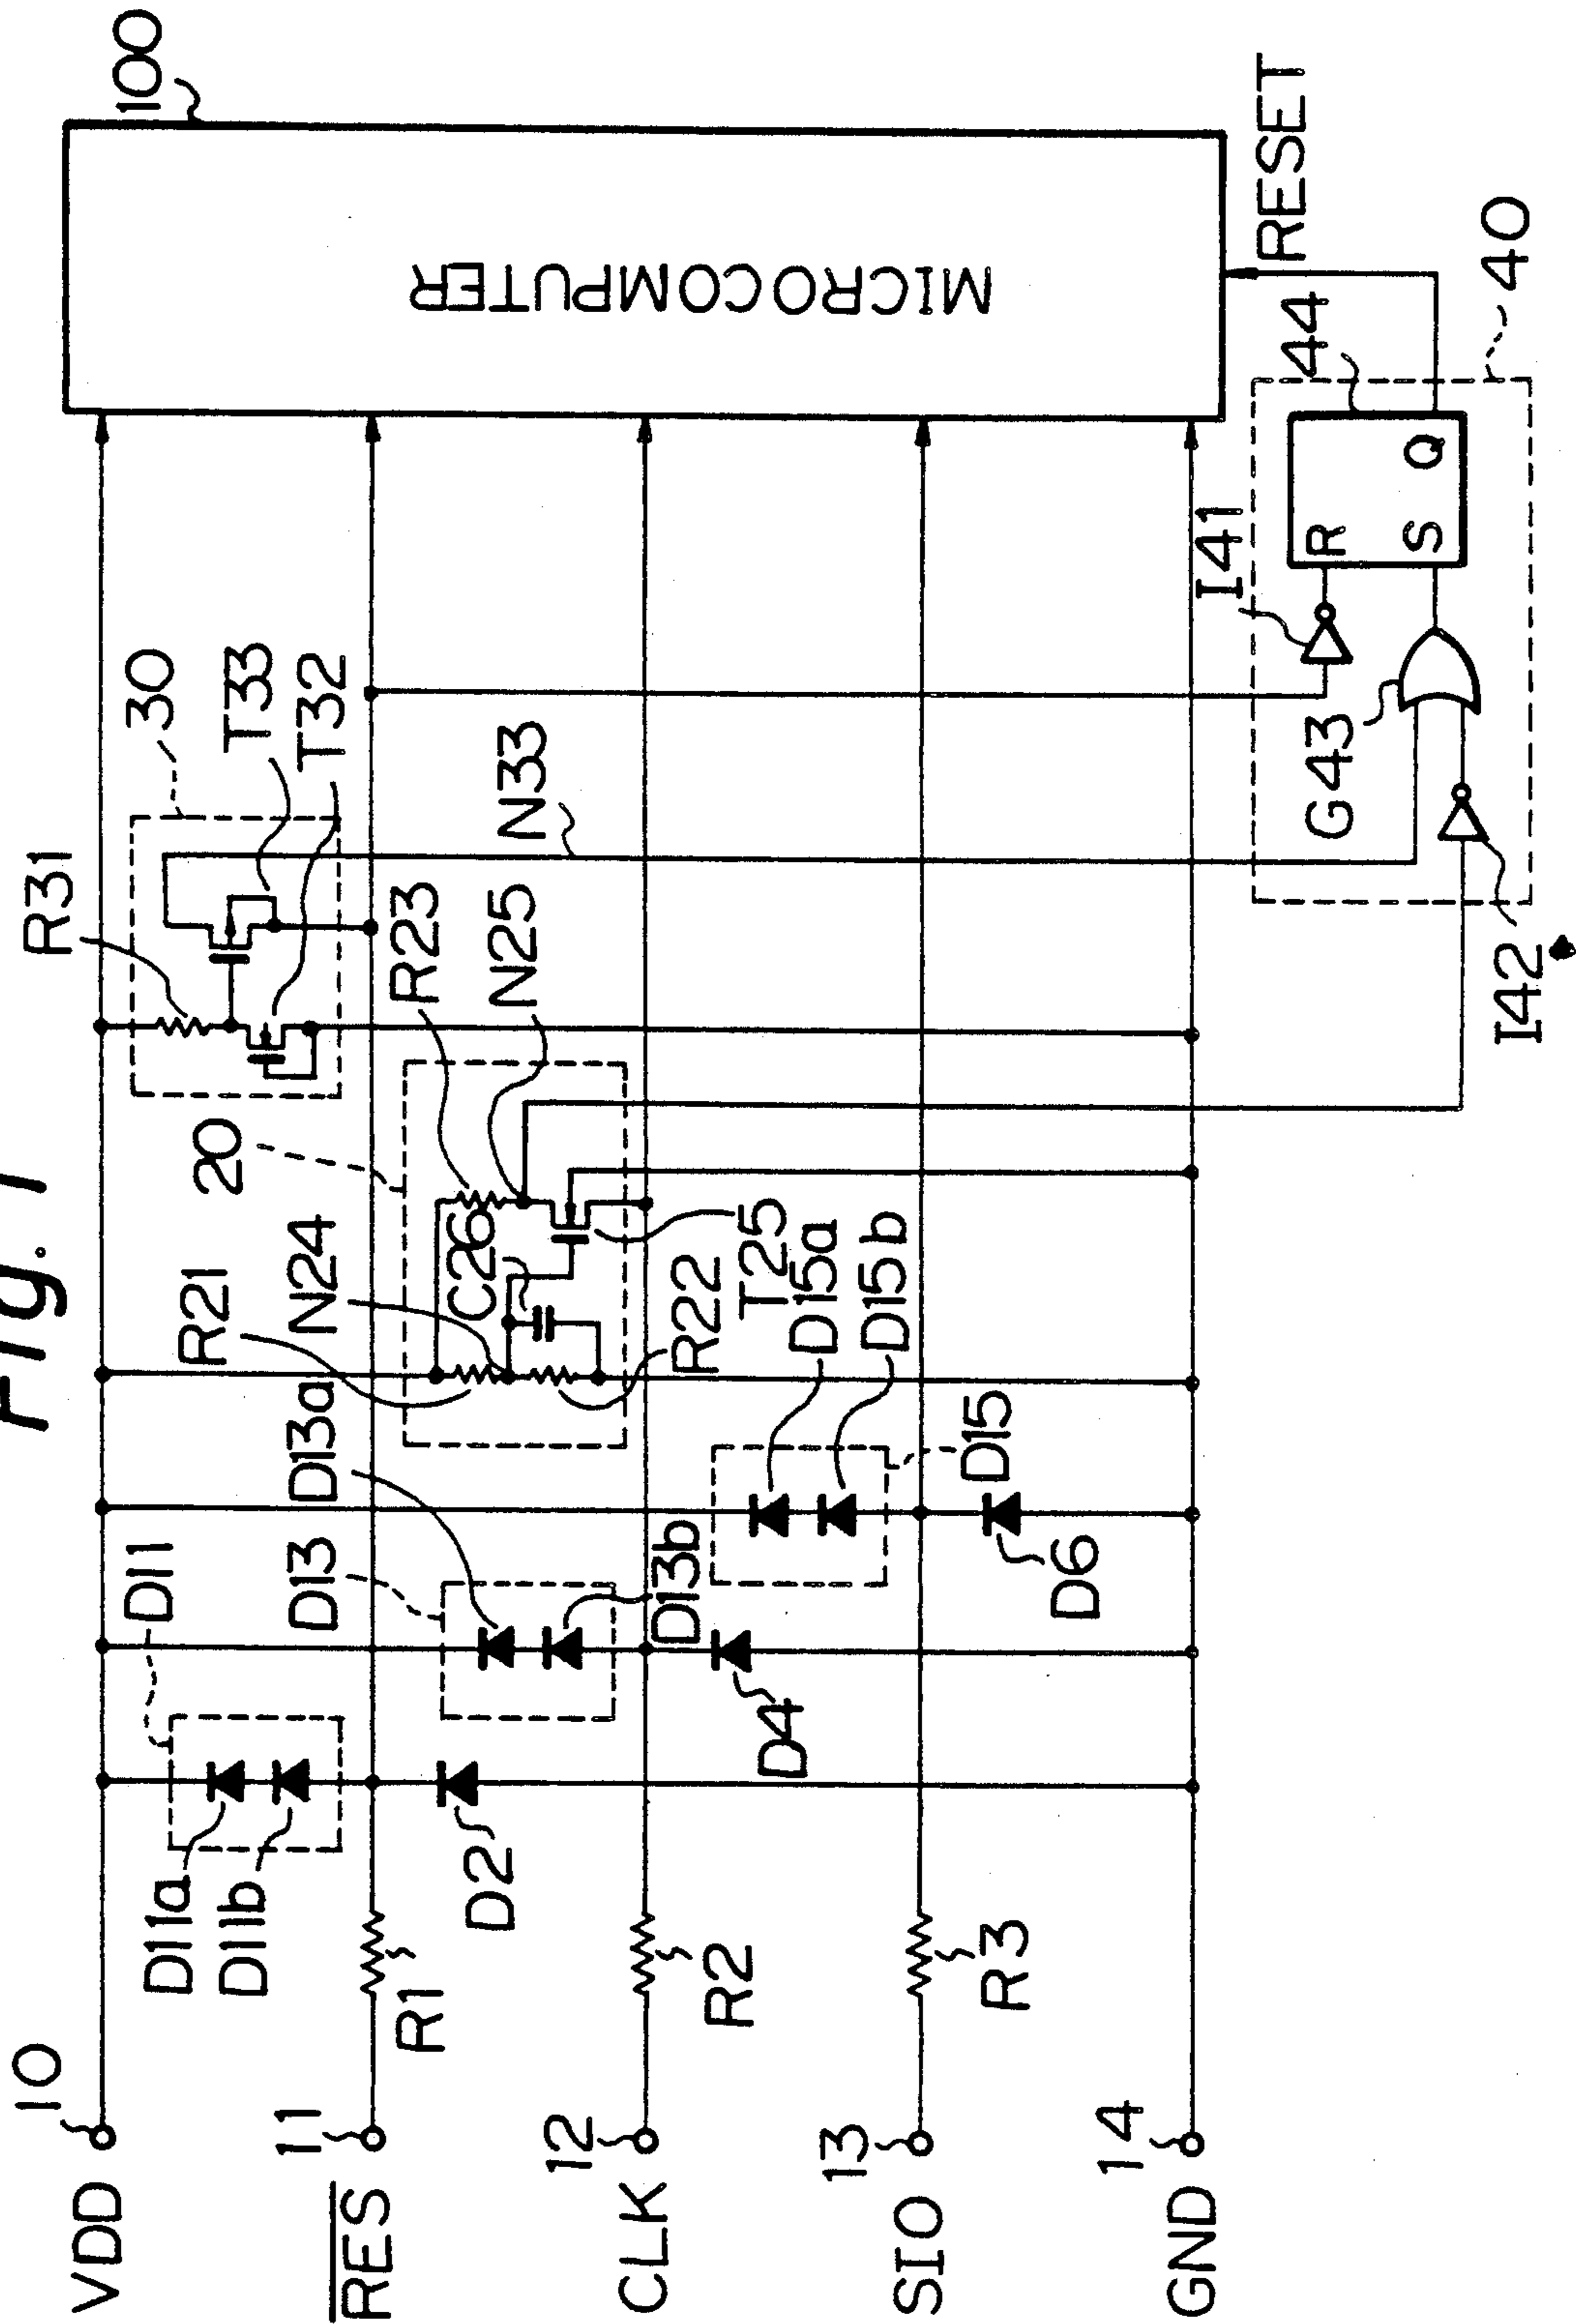 Fig. 1
VDD
10
RES
11
CLK
12
SIO
13
GND
14
R1
R2
R3
D11
D11a
D11b
D2
D13
D13a
D13b
D4
D15
D15a
D15b
D6
20
R21
N24
C26
R22
R23
N25
T25
30
R31
T33
T32
N33
40
I41
I42
G43
44
R
S
Q
RESET
MICROCOMPUTER
100